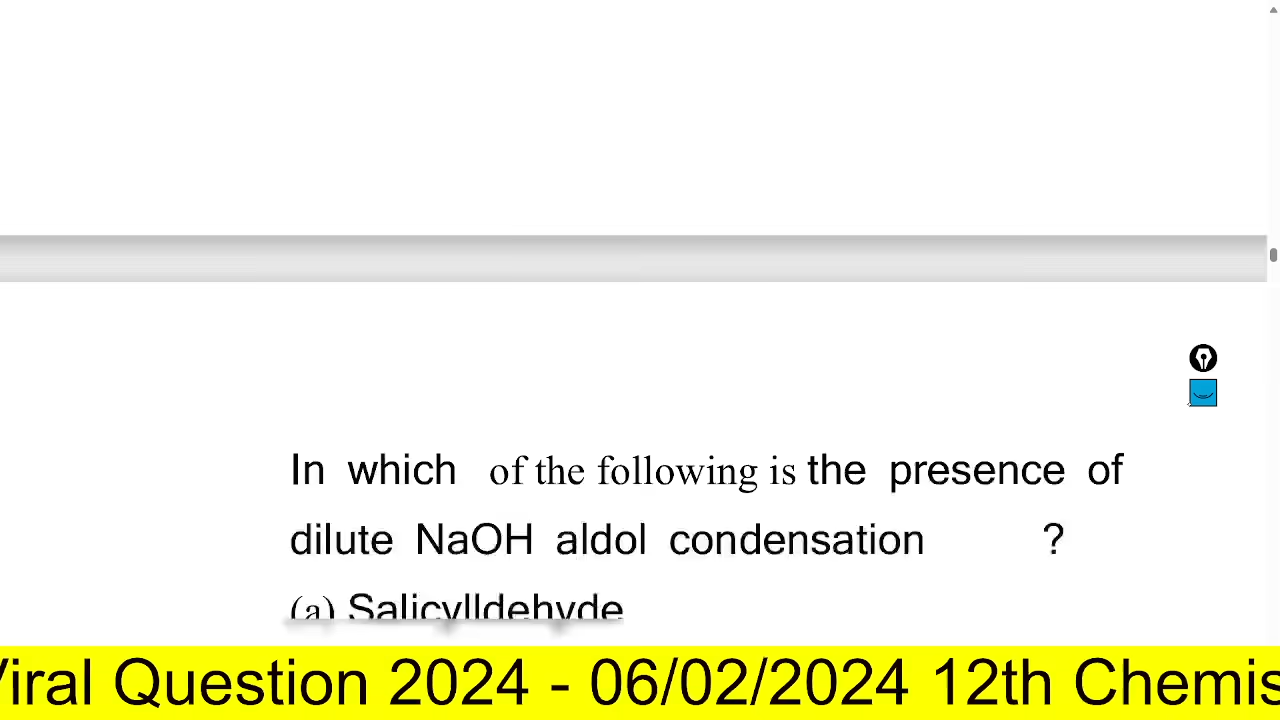 In which of the following is the presence of
dilute NaOH aldol condensation ?
(a) Salicylldehyde
Viral Question 2024 - 06/02/2024 12th Chemis